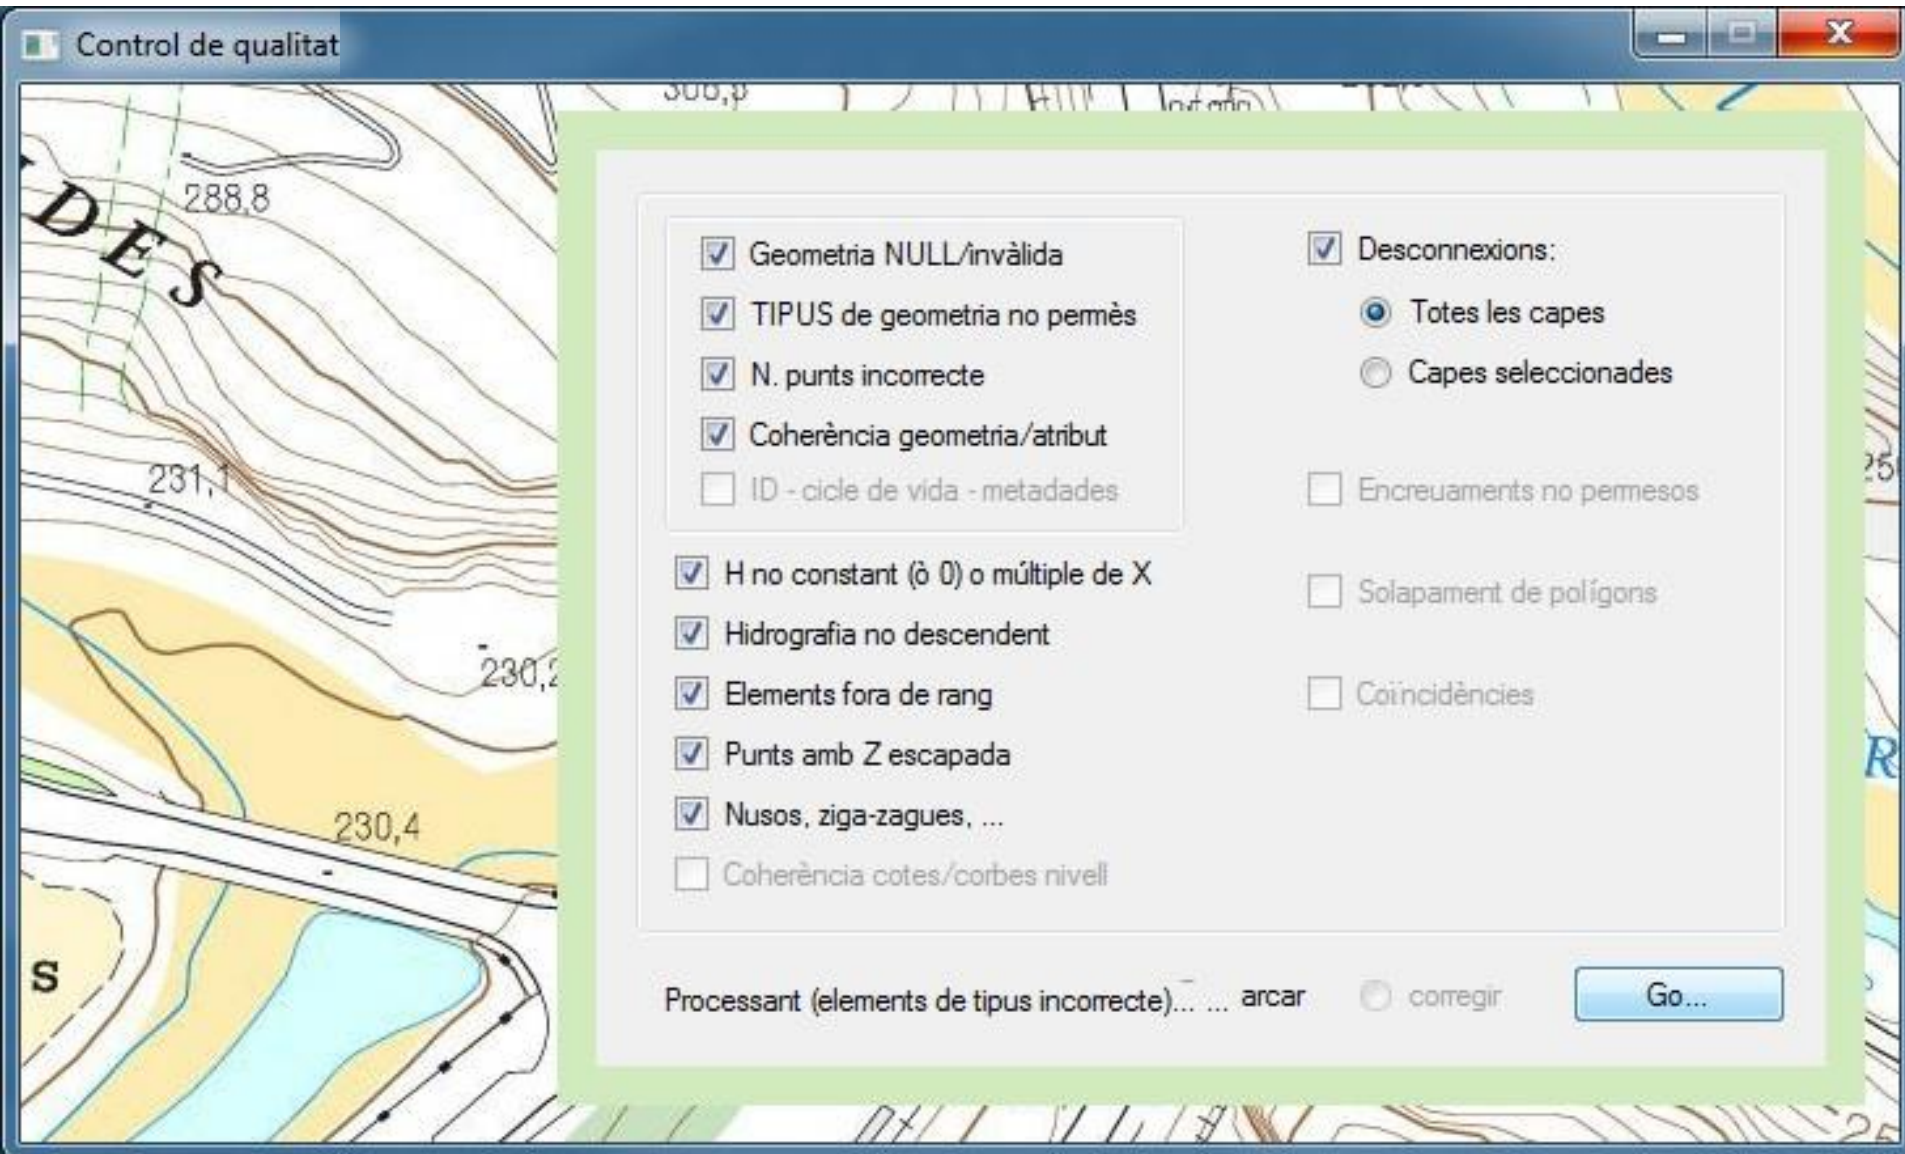 Control de qualitat
DES
288,8
231,1
230,2
230,4
S
R
25
Geometria NULL/invàlida
TIPUS de geometria no permès
N. punts incorrecte
Coherència geometria/atribut
ID - cicle de vida - metadades
H no constant (ò 0) o múltiple de X
Hidrografia no descendent
Elements fora de rang
Punts amb Z escapada
Nusos, ziga-zagues, ...
Coherència cotes/corbes nivell
Desconnexions:
Totes les capes
Capes seleccionades
Encreuaments no permesos
Solapament de polígons
Coïncidències
Processant (elements de tipus incorrecte)... ... arcar
corregir
Go...